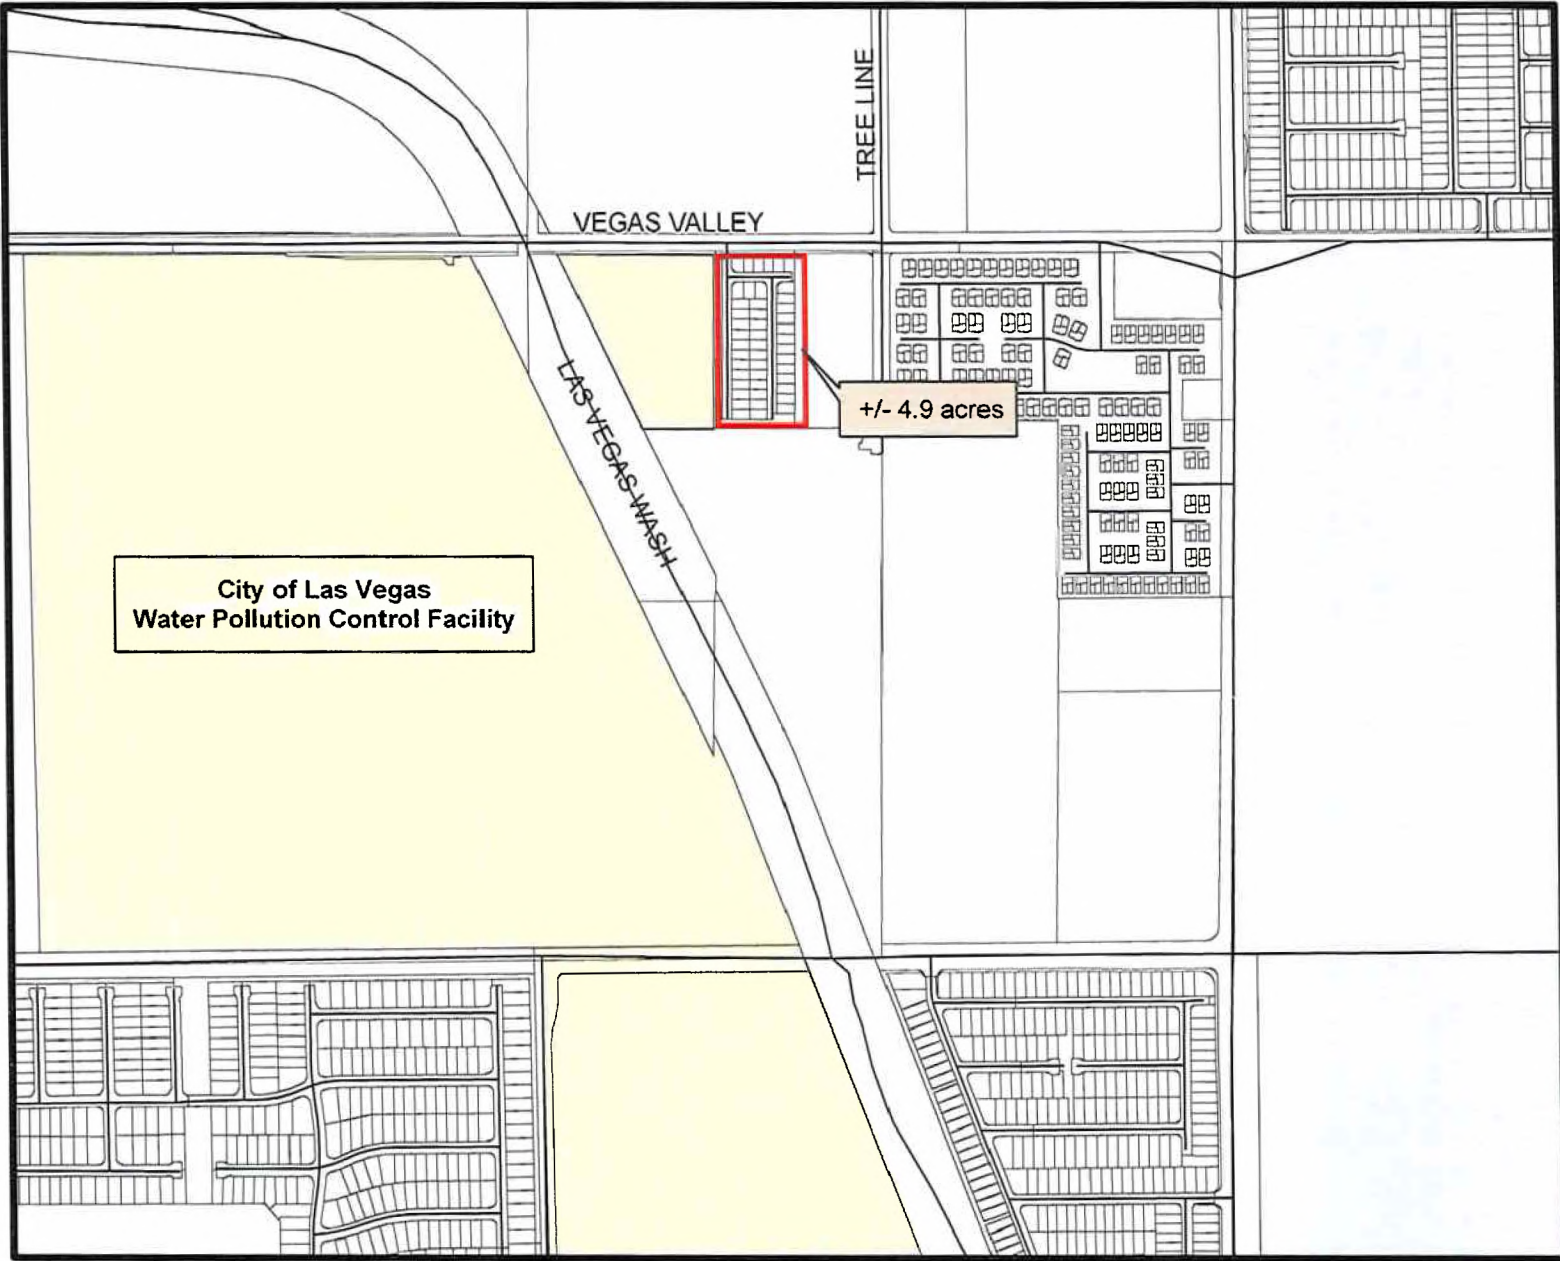 TREE LINE
VEGAS VALLEY
LAS VEGAS WASH
+/- 4.9 acres
City of Las Vegas
Water Pollution Control Facility